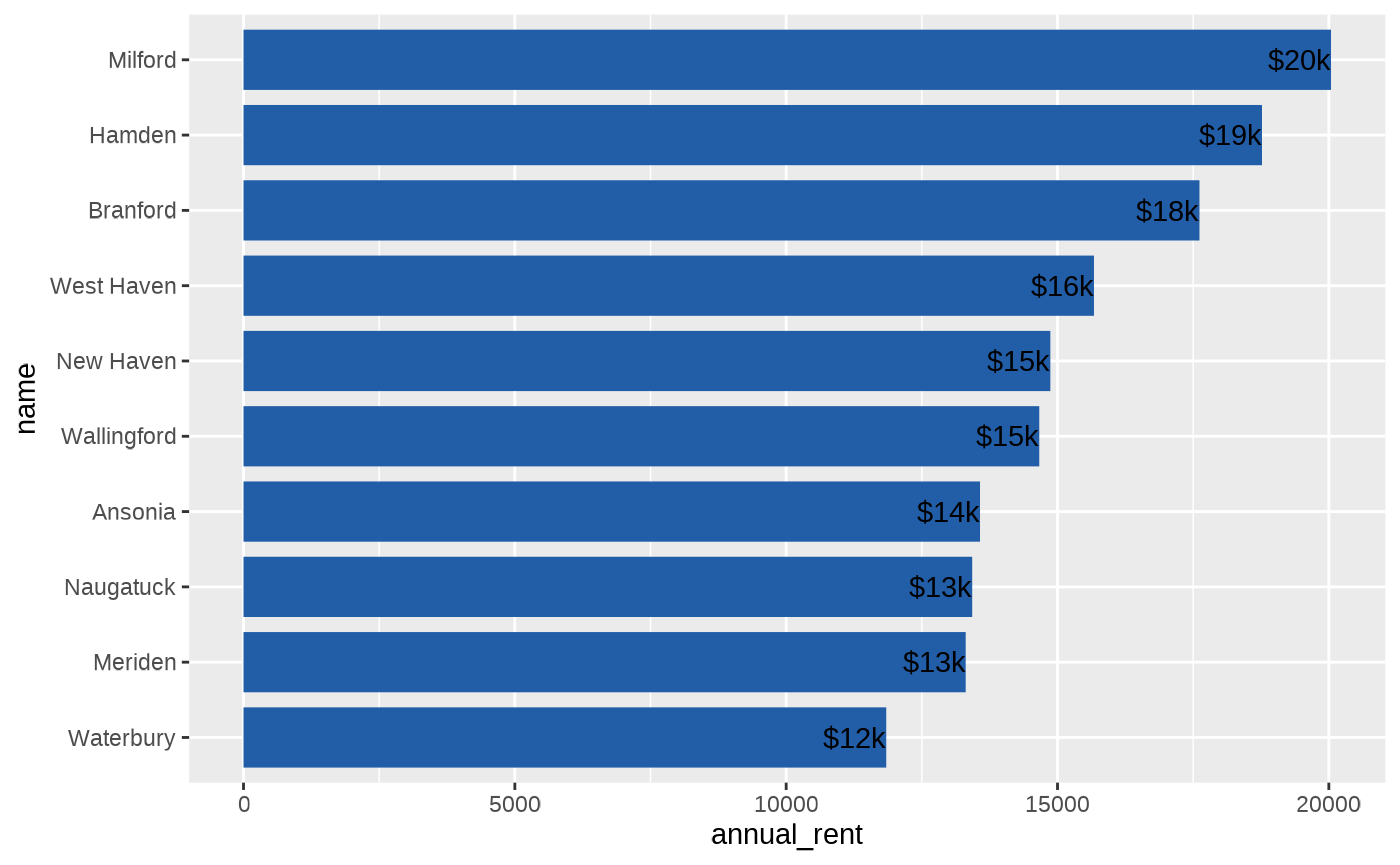 Milford $20k
Hamden $19k
Branford $18k
West Haven $16k
New Haven $15k
Wallingford $15k
Ansonia $14k
Naugatuck $13k
Meriden $13k
Waterbury $12k
name
0 5000 10000 15000 20000
annual_rent